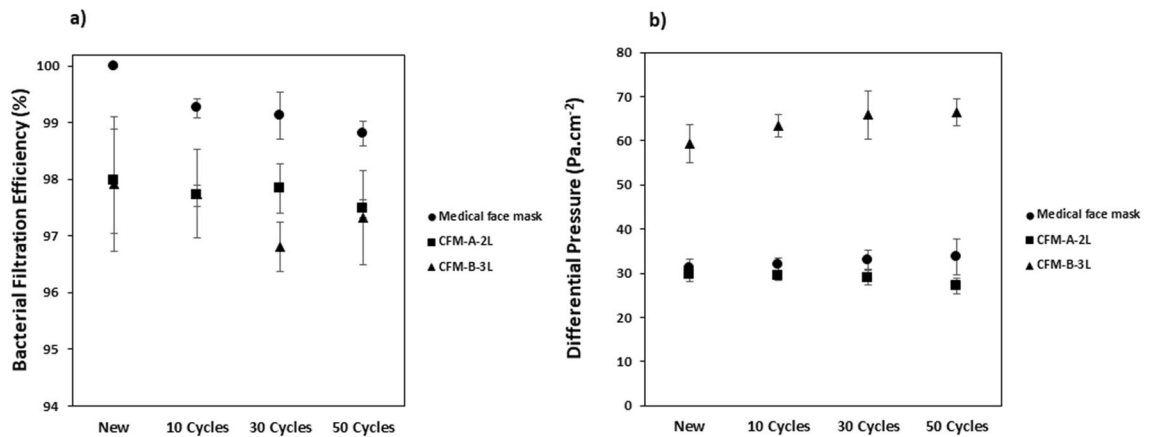 a)
Bacterial Filtration Efficiency (%)
100
99
98
97
96
95
94
New 10 Cycles 30 Cycles 50 Cycles
Medical face mask
CFM-A-2L
CFM-B-3L
b)
Differential Pressure (Pa.cm-2)
80
70
60
50
40
30
20
10
0
New 10 Cycles 30 Cycles 50 Cycles
Medical face mask
CFM-A-2L
CFM-B-3L